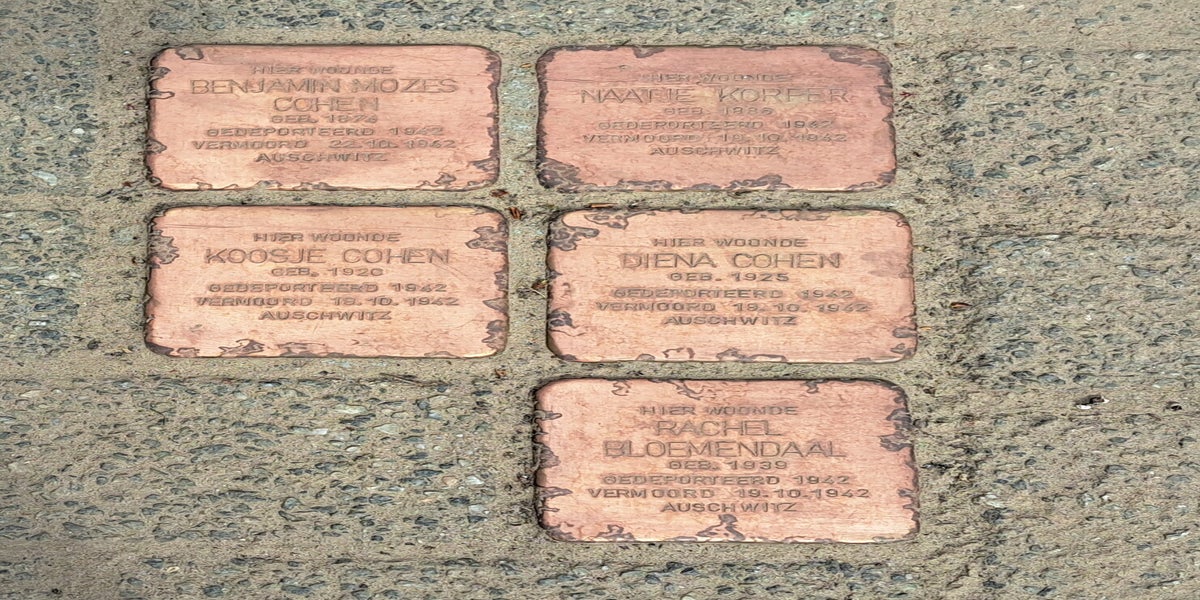 HIER WOONDE
BENJAMIN MOZES
COHEN
GEB. 1874
GEDEPORTEERD 1942
VERMOORD 22.10.1942
AUSCHWITZ
HIER WOONDE
NAATJE KORPER
GEB. 1886
GEDEPORTEERD 1942
VERMOORD 19.10.1942
AUSCHWITZ
HIER WOONDE
KOOSJE COHEN
GEB. 1920
GEDEPORTEERD 1942
VERMOORD 19.10.1942
AUSCHWITZ
HIER WOONDE
DIENA COHEN
GEB. 1925
GEDEPORTEERD 1942
VERMOORD 19.10.1942
AUSCHWITZ
HIER WOONDE
RACHEL
BLOEMENDAAL
GEB. 1939
GEDEPORTEERD 1942
VERMOORD 19.10.1942
AUSCHWITZ